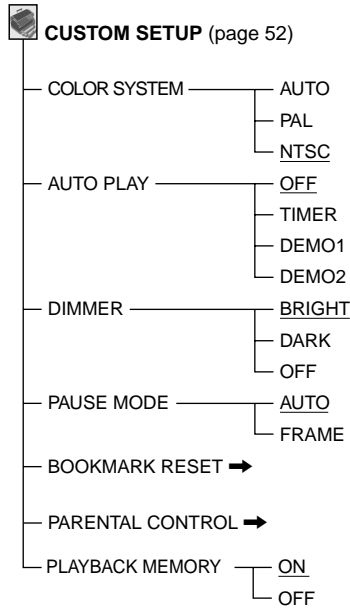 CUSTOM SETUP (page 52)
COLOR SYSTEM AUTO
PAL
NTSC
AUTO PLAY OFF
TIMER
DEMO1
DEMO2
DIMMER BRIGHT
DARK
OFF
PAUSE MODE AUTO
FRAME
BOOKMARK RESET ➡
PARENTAL CONTROL ➡
PLAYBACK MEMORY ON
OFF